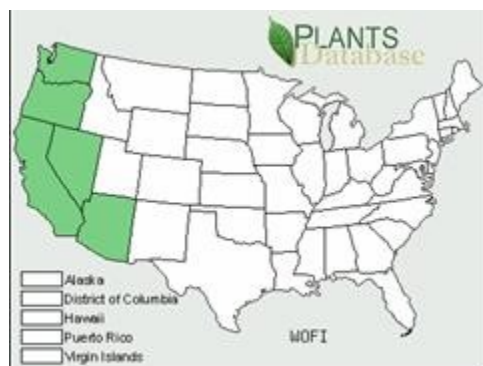 PLANTS
Database
Alaska
District of Columbia
Hawaii
Puerto Rico
Virgin Islands
WOFI